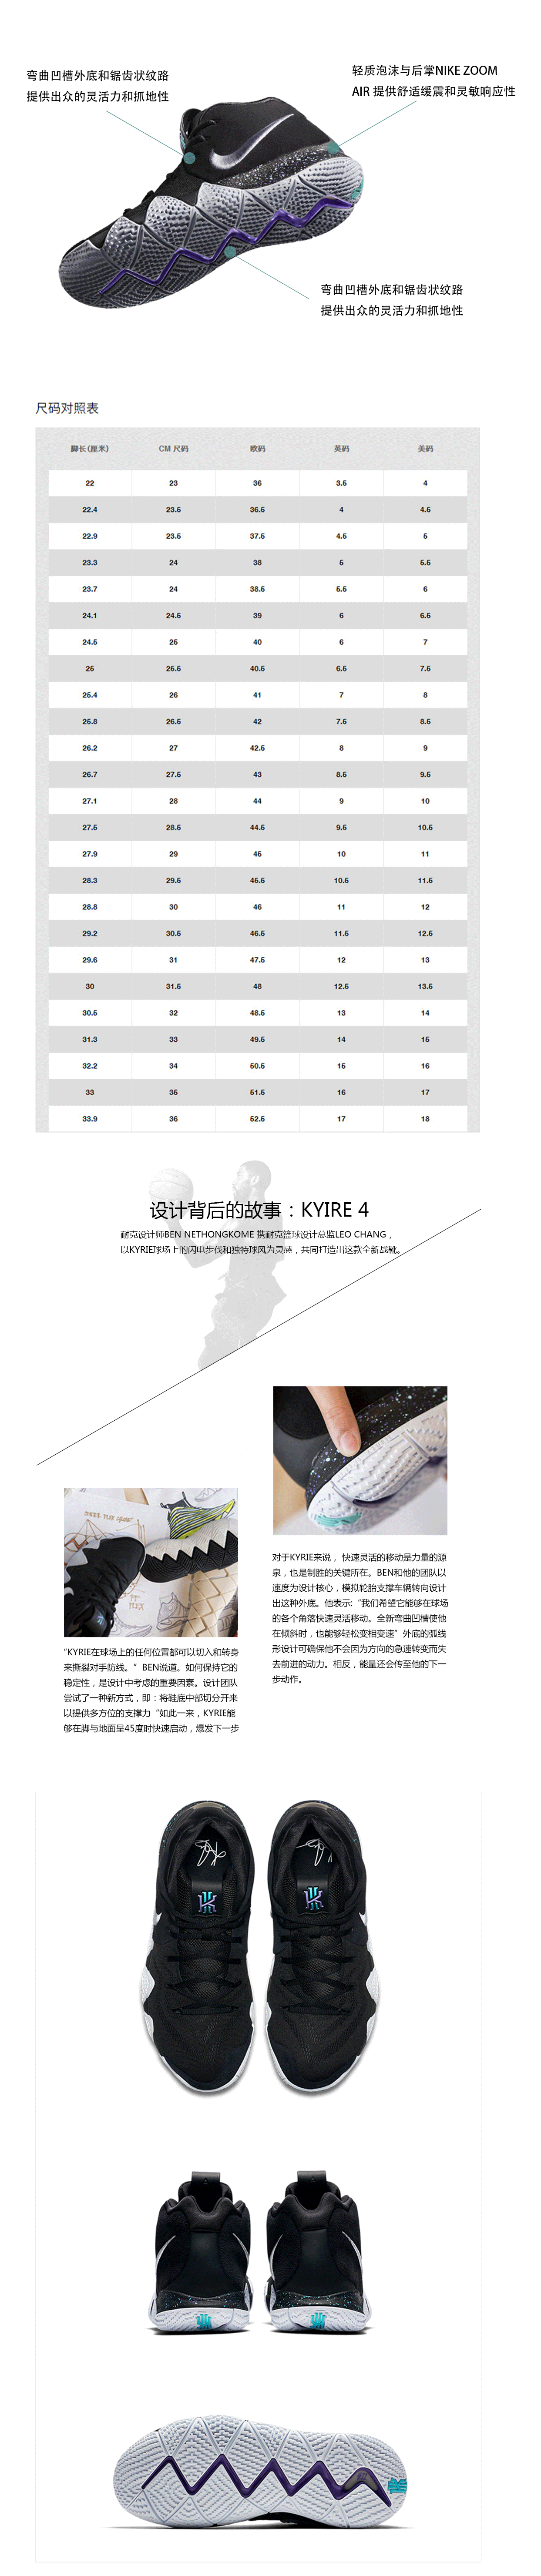 弯曲凹槽外底和锯齿状纹路
提供出众的灵活力和抓地性
轻质泡沫与后掌NIKE ZOOM
AIR 提供舒适缓震和灵敏响应性
弯曲凹槽外底和锯齿状纹路
提供出众的灵活力和抓地性
尺码对照表
脚长(厘米) CM 尺码 欧码 英码 美码
22 23 36 3.5 4
22.4 23.5 36.5 4 4.5
22.9 23.5 37.5 4.5 5
23.3 24 38 5 5.5
23.7 24 38.5 5.5 6
24.1 24.5 39 6 6.5
24.5 25 40 6 7
25 25.5 40.5 6.5 7.5
25.4 26 41 7 8
25.8 26.5 42 7.5 8.5
26.2 27 42.5 8 9
26.7 27.5 43 8.5 9.5
27.1 28 44 9 10
27.5 28.5 44.5 9.5 10.5
27.9 29 45 10 11
28.3 29.5 45.5 10.5 11.5
28.8 30 46 11 12
29.2 30.5 46.5 11.5 12.5
29.6 31 47.5 12 13
30 31.5 48 12.5 13.5
30.5 32 48.5 13 14
31.3 33 49.5 14 15
32.2 34 50.5 15 16
33 35 51.5 16 17
33.9 36 52.5 17 18
设计背后的故事：KYIRE 4
耐克设计师BEN NETHONGKOME 携耐克篮球设计总监LEO CHANG，
以KYRIE球场上的闪电步伐和独特球风为灵感，共同打造出这款全新战靴。
对于KYRIE来说， 快速灵活的移动是力量的源
泉，也是制胜的关键所在。BEN和他的团队以
速度为设计核心，模拟轮胎支撑车辆转向设计
出这种外底。他表示:“我们希望它能够在球场
的各个角落快速灵活移动。全新弯曲凹槽使他
在倾斜时，也能够轻松变相变速”外底的弧线
形设计可确保他不会因为方向的急速转变而失
去前进的动力。相反，能量还会传至他的下一
步动作。
“KYRIE在球场上的任何位置都可以切入和转身
来撕裂对手防线。”BEN说道。如何保持它的
稳定性，是设计中考虑的重要因素。设计团队
尝试了一种新方式，即：将鞋底中部切分开来
以提供多方位的支撑力“如此一来，KYRIE能
够在脚与地面呈45度时快速启动，爆发下一步